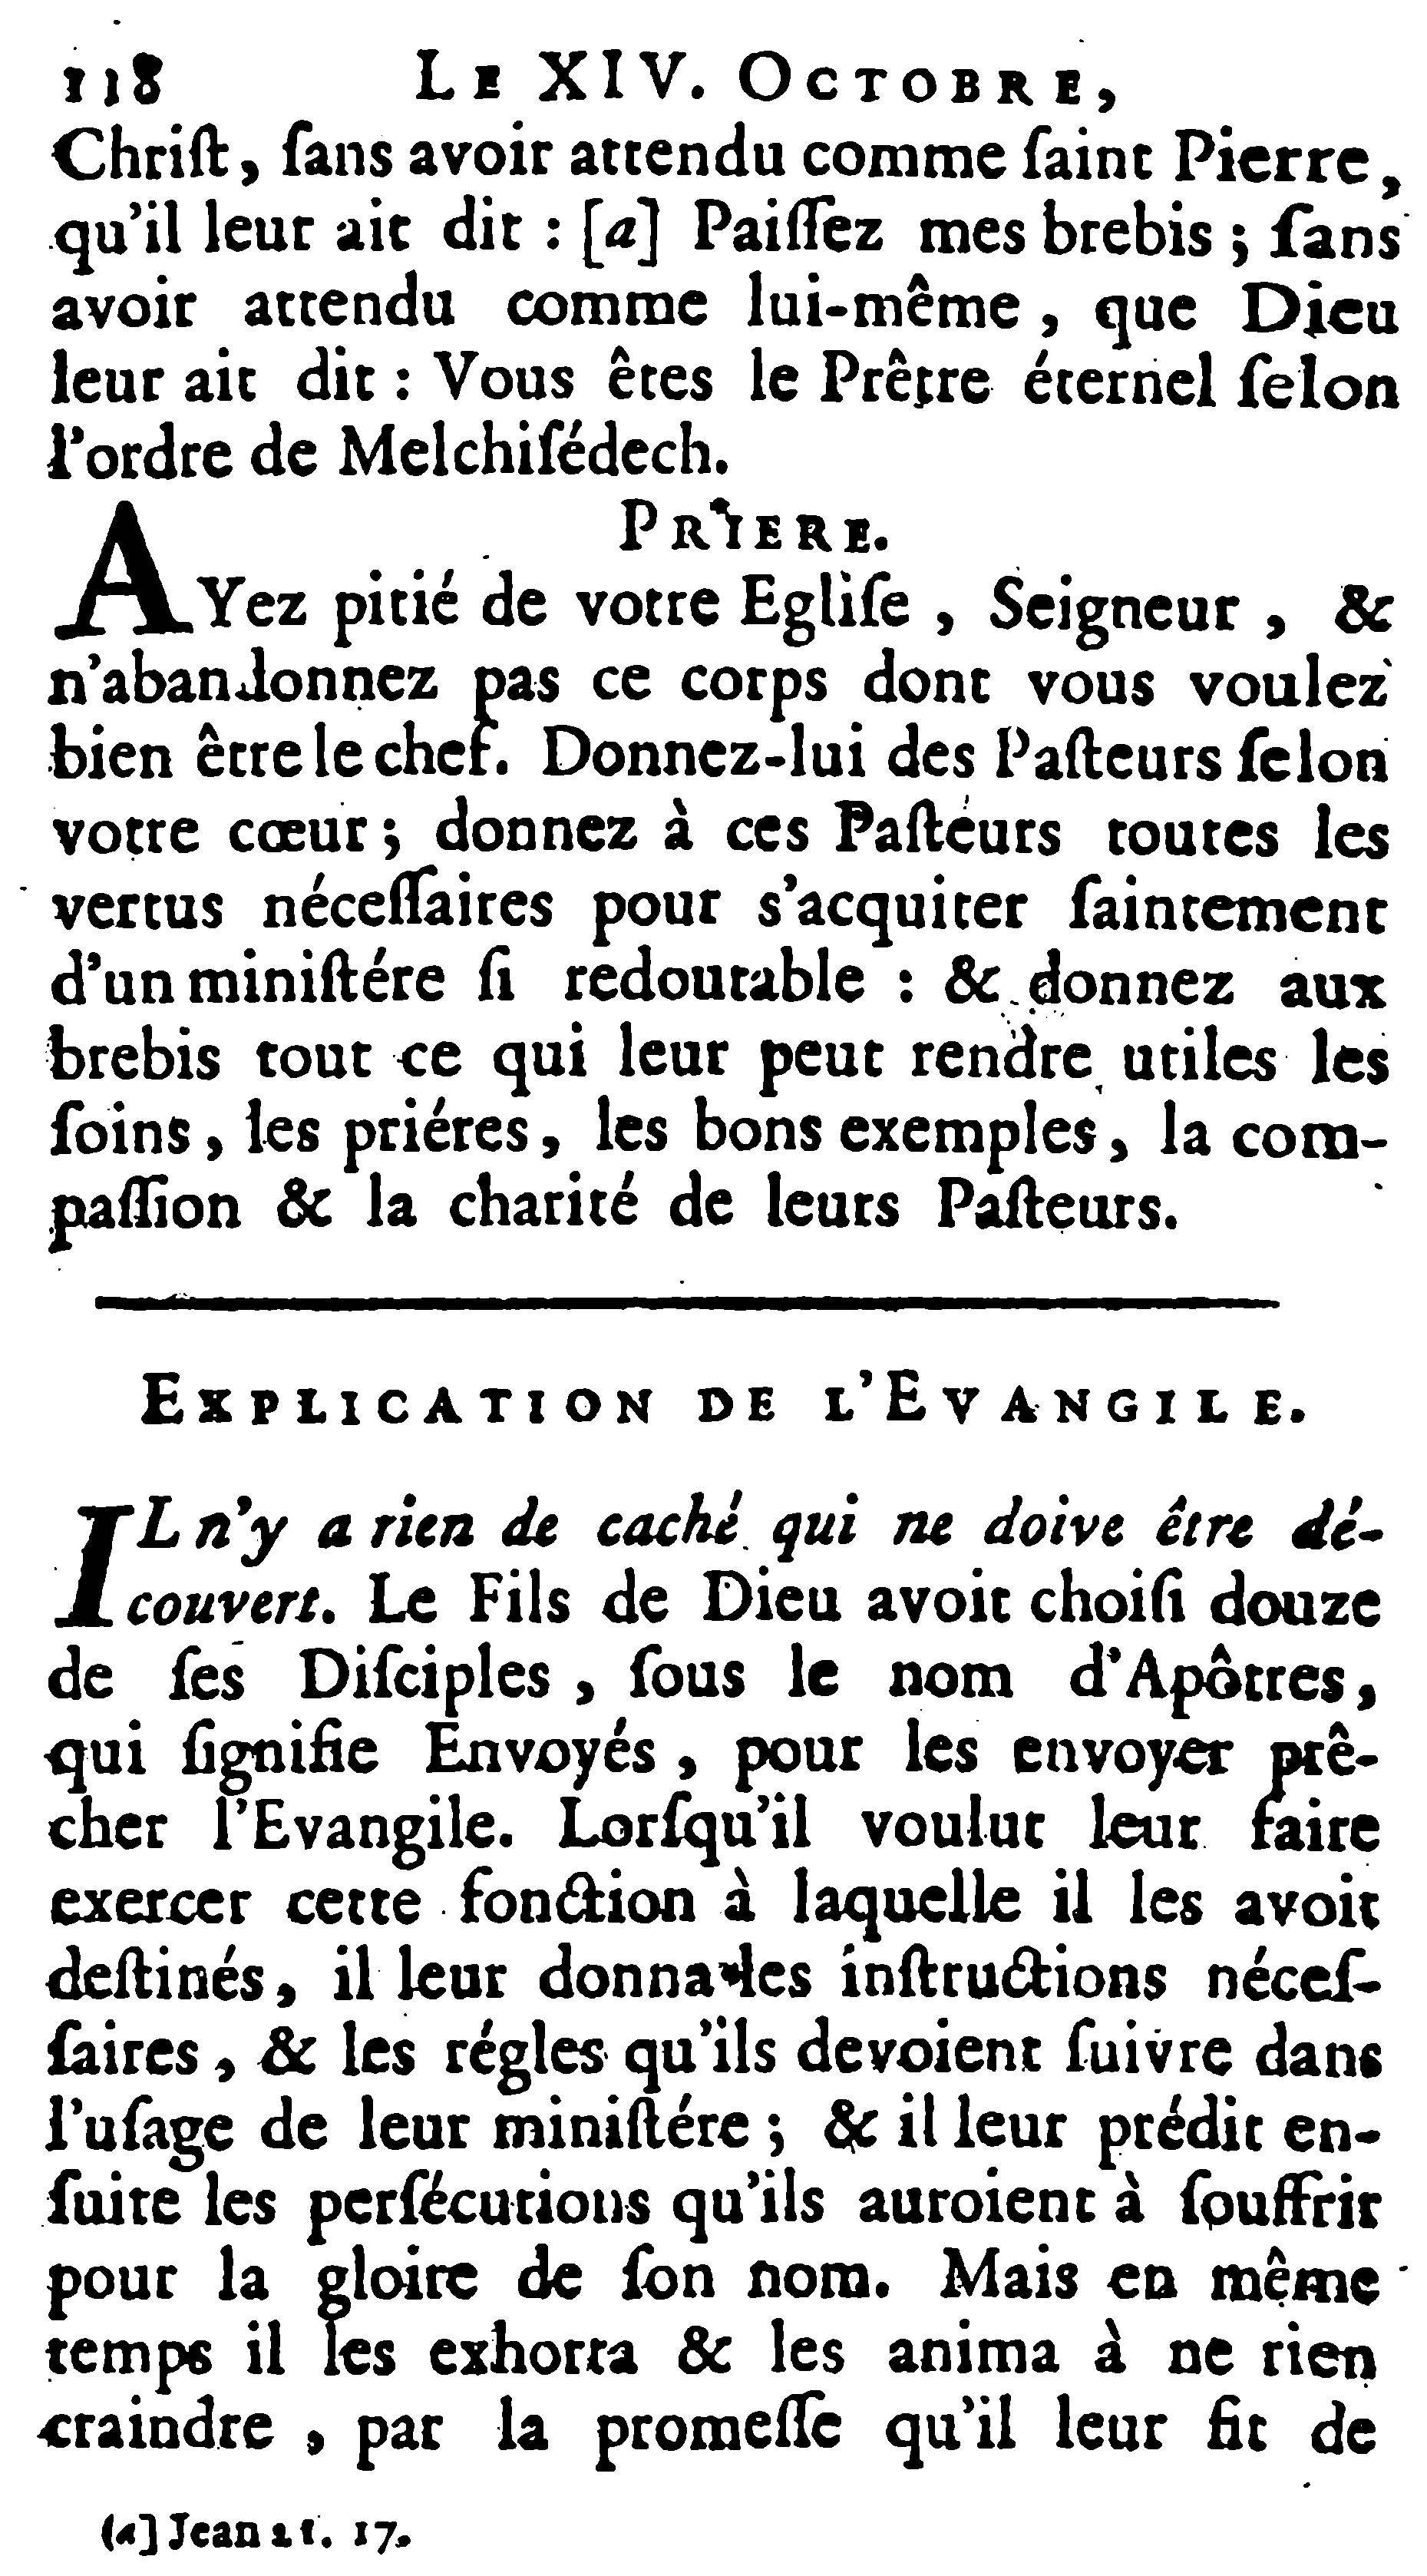 118 LE XIV. OCTOBRE,
Chriſt, ſans avoir attendu comme ſaint Pierre,
qu'il leur ait dit : [a] Paiſſez mes brebis ; ſans
avoir attendu comme lui-même, que Dieu
leur ait dit : Vous êtes le Prêtre éternel ſelon
l'ordre de Melchiſédech.
PRIERE.
AYez pitié de votre Egliſe, Seigneur, &
n'abandonnez pas ce corps dont vous voulez
bien être le chef. Donnez-lui des Paſteurs ſelon
votre cœur; donnez à ces Paſteurs toutes les
vertus néceſſaires pour s'acquiter ſaintement
d'un miniſtére ſi redoutable : & donnez aux
brebis tout ce qui leur peut rendre utiles les
ſoins, les priéres, les bons exemples, la com-
paſſion & la charité de leurs Paſteurs.
EXPLICATION DE L'EVANGILE.
IL n'y a rien de caché qui ne doive être dé-
couvert. Le Fils de Dieu avoit choiſi douze
de ſes Diſciples, ſous le nom d'Apôtres,
qui ſignifie Envoyés, pour les envoyer prê-
cher l'Evangile. Lorſqu'il voulut leur faire
exercer cette fonction à laquelle il les avoit
deſtinés, il leur donna les inſtructions néceſ-
ſaires, & les régles qu'ils devoient ſuivre dans
l'uſage de leur miniſtére ; & il leur prédit en-
ſuite les perſécutions qu'ils auroient à ſouffrir
pour la gloire de ſon nom. Mais en même
temps il les exhorta & les anima à ne rien
craindre, par la promeſſe qu'il leur fit de
(a] Jean 21. 17.